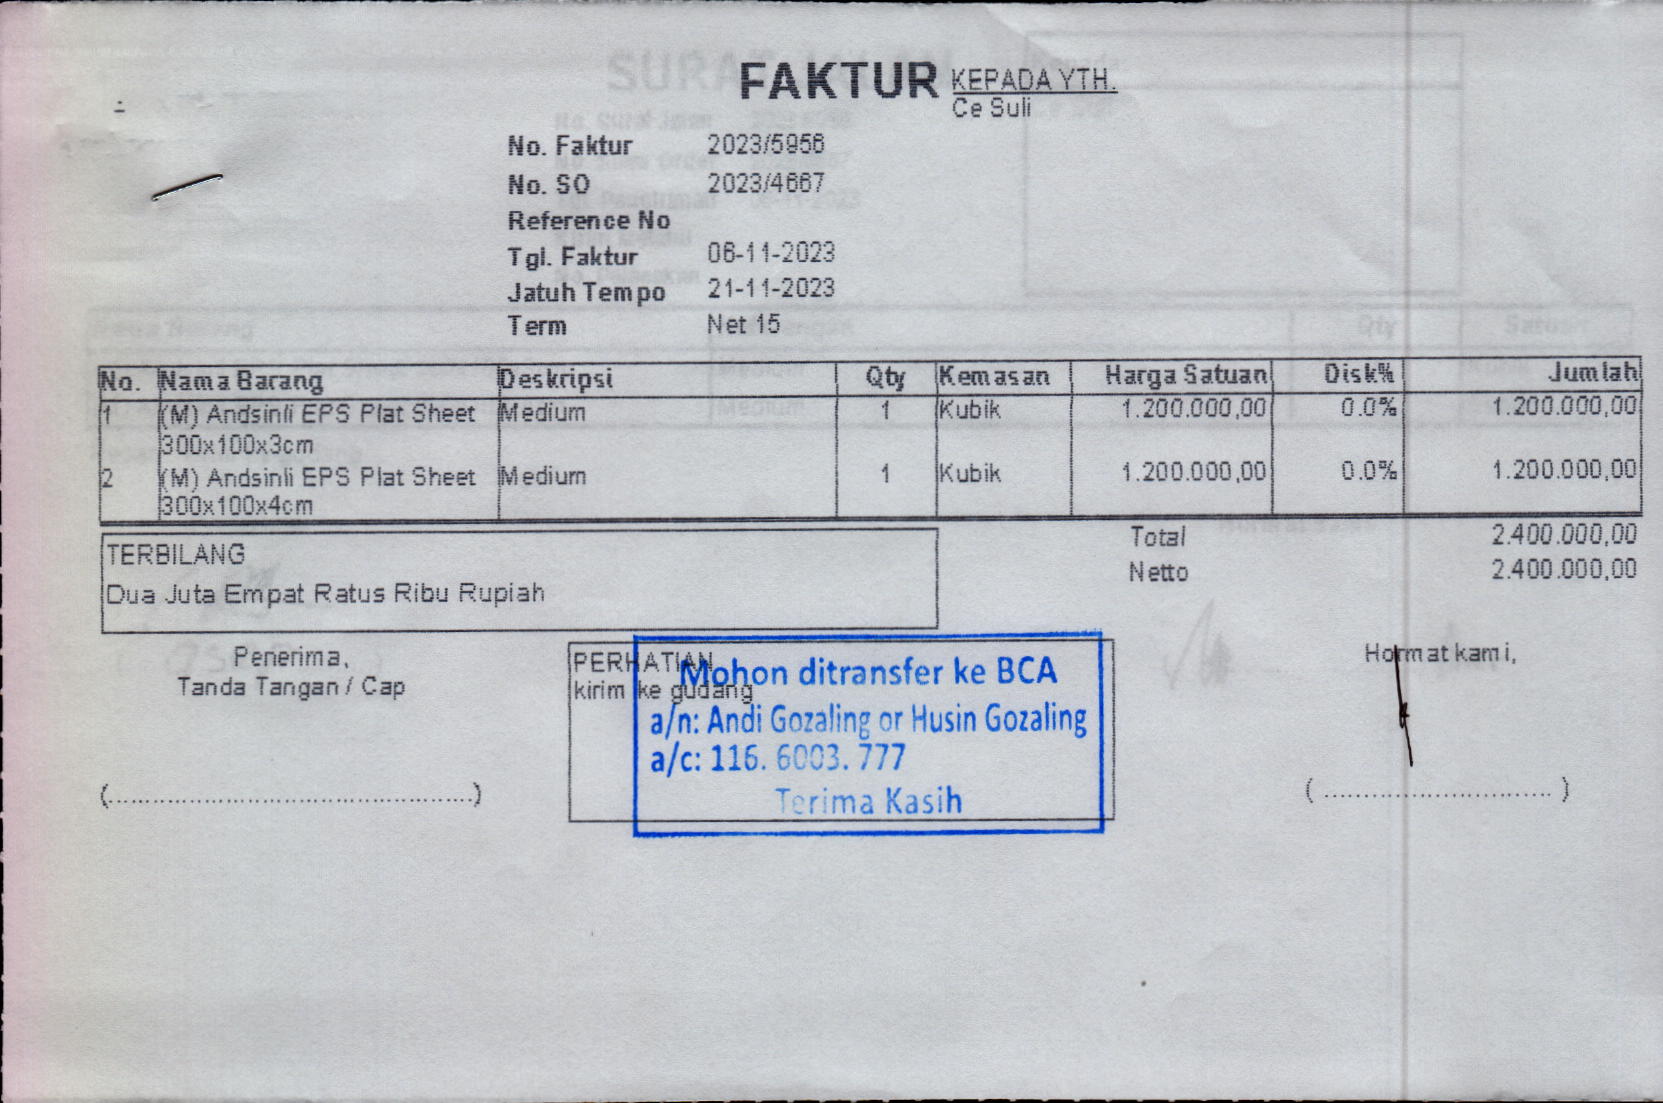 FAKTUR
KEPADA YTH.
Ce Suli
No. Faktur 2023/5956
No. SO 2023/4667
Reference No
Tgl. Faktur 06-11-2023
Jatuh Tempo 21-11-2023
Term Net 15
No. Nama Barang Deskripsi Qty Kemasan Harga Satuan Disk% Jumlah
1 (M) Andsinli EPS Plat Sheet Medium 1 Kubik 1.200.000,00 0.0% 1.200.000,00
300x100x3cm
2 (M) Andsinli EPS Plat Sheet Medium 1 Kubik 1.200.000,00 0.0% 1.200.000,00
300x100x4cm
Total 2.400.000,00
Netto 2.400.000,00
TERBILANG
Dua Juta Empat Ratus Ribu Rupiah
Penerima,
Tanda Tangan / Cap
(..............................................)
PERHATIAN
kirim ke gudang
Mohon ditransfer ke BCA
a/n: Andi Gozaling or Husin Gozaling
a/c: 116. 6003. 777
Terima Kasih
Hormat kami,
( ............................. )